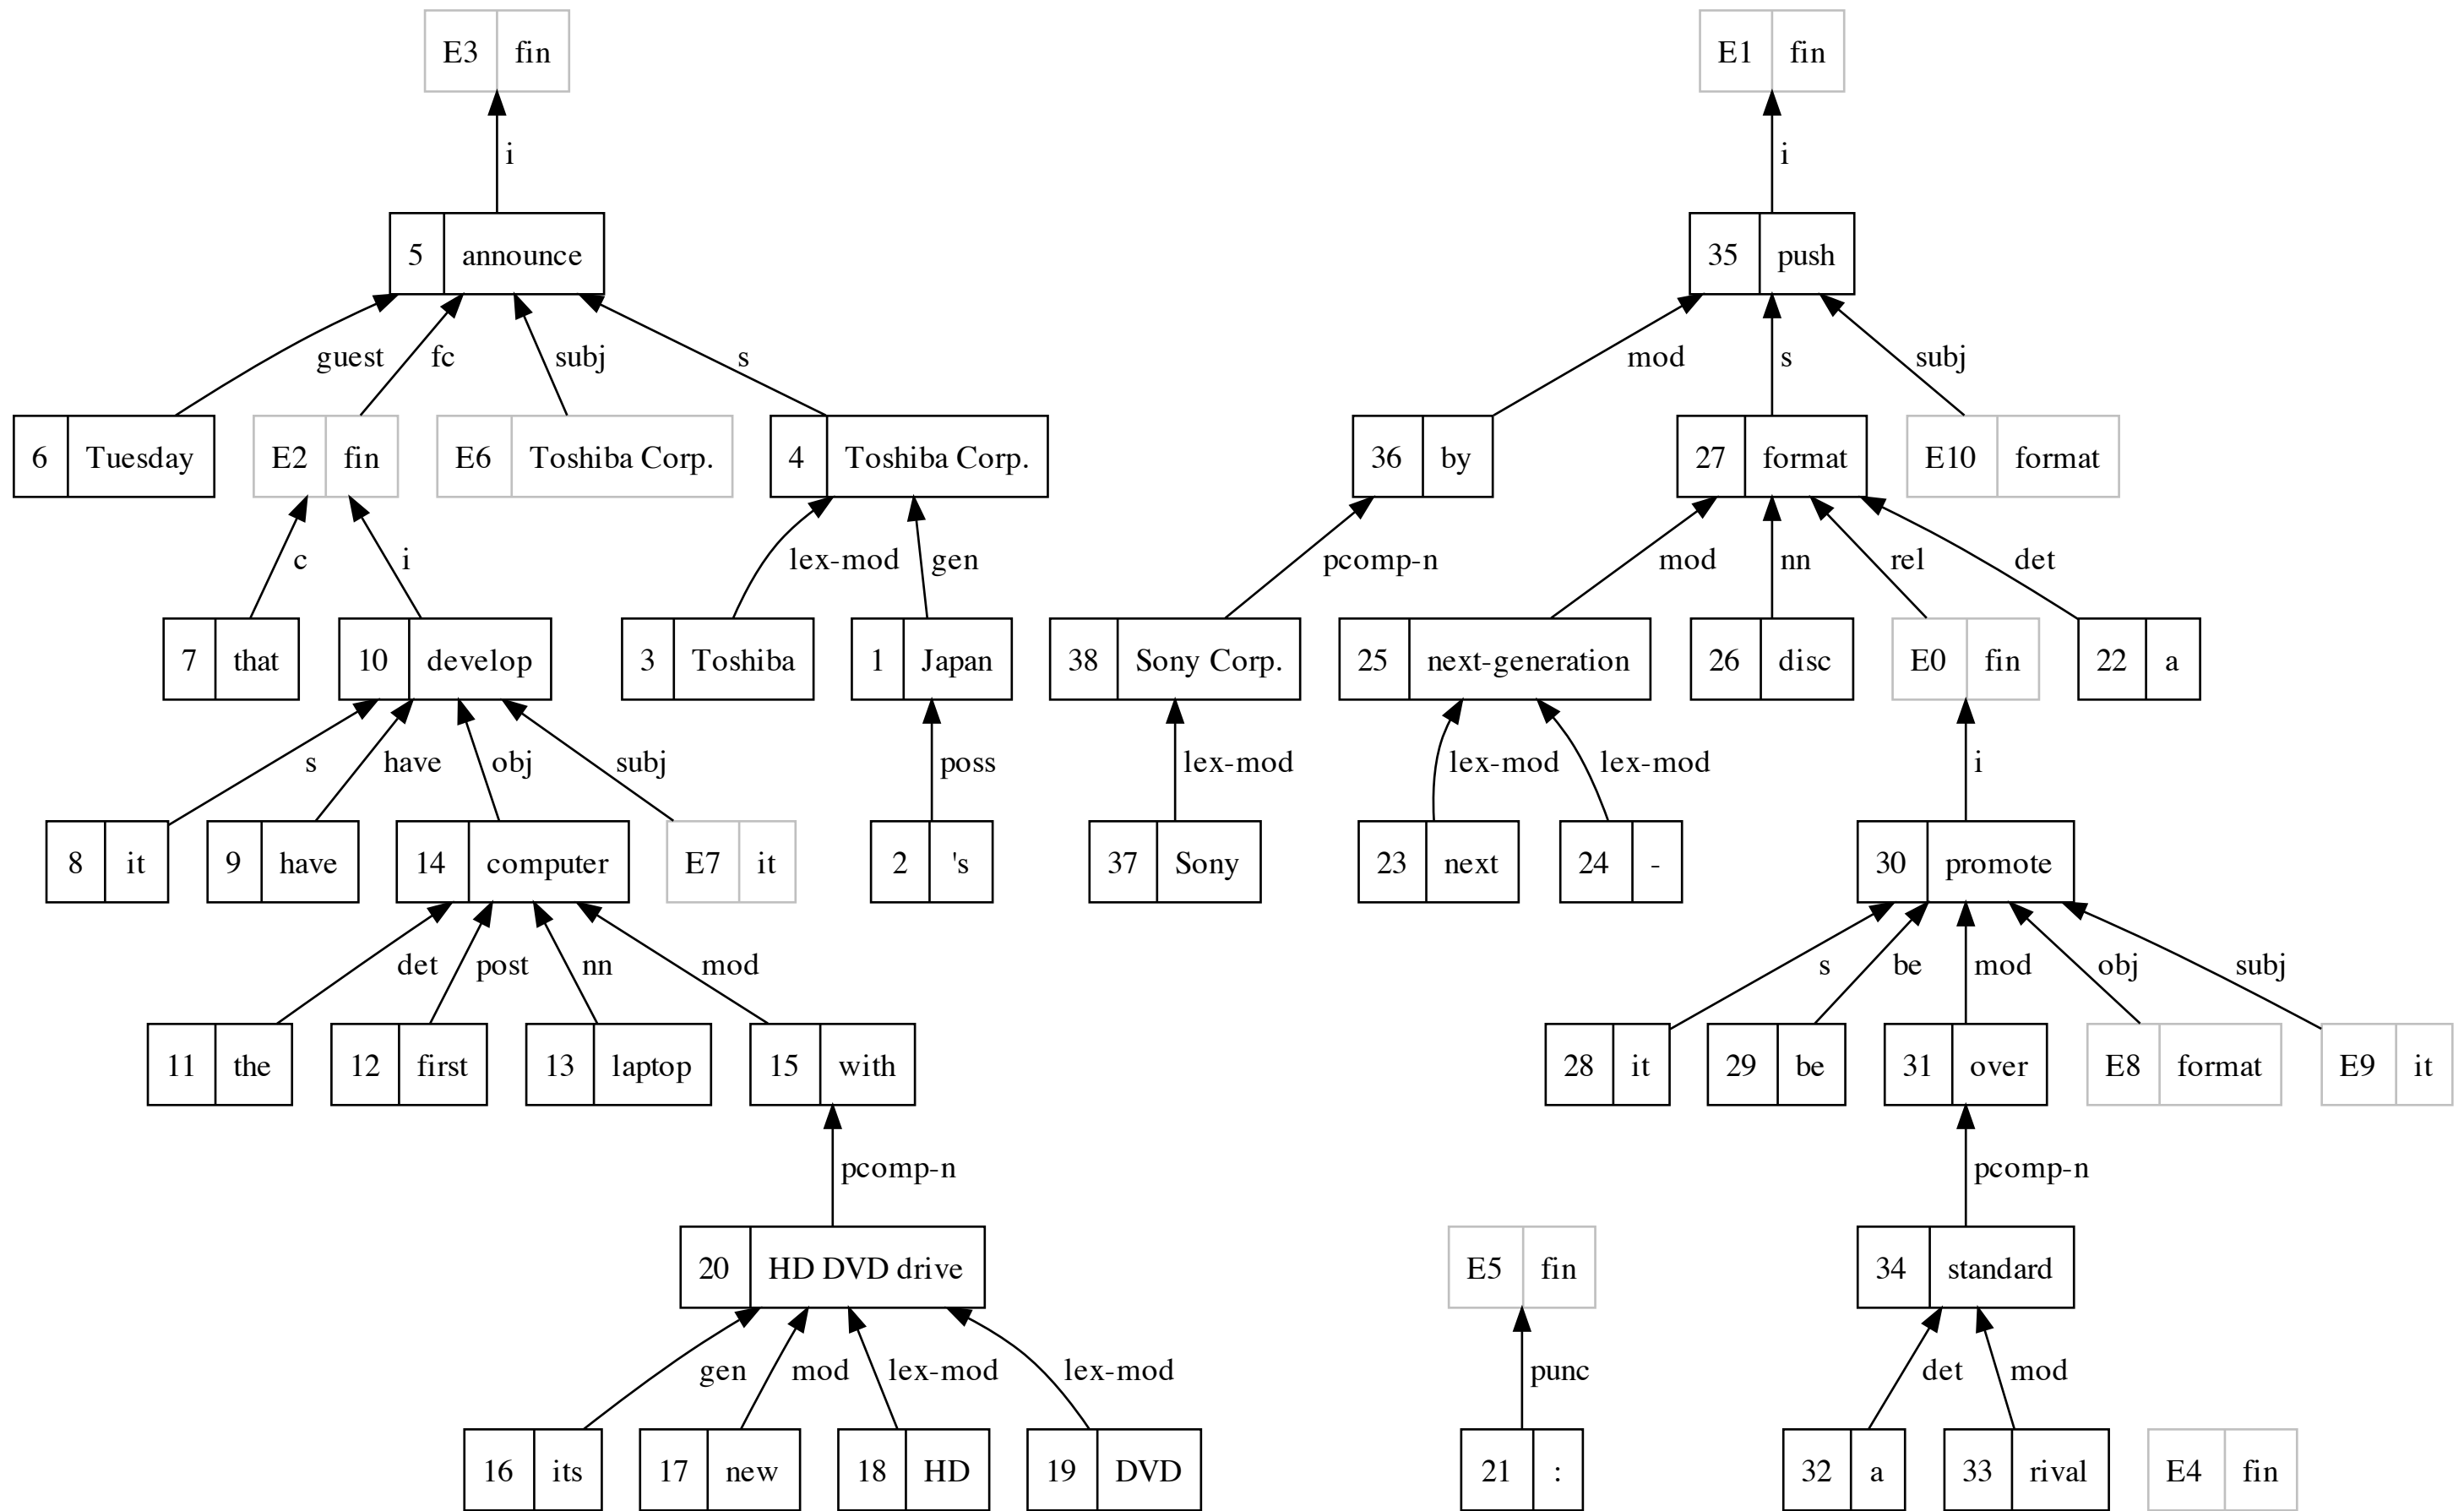 E3 fin E1 fin
i i
5 announce 35 push
guest fc subj s mod s subj
6 Tuesday E2 fin E6 Toshiba Corp. 4 Toshiba Corp. 36 by 27 format E10 format
c i lex-mod gen pcomp-n mod nn rel det
7 that 10 develop 3 Toshiba 1 Japan 38 Sony Corp. 25 next-generation 26 disc E0 fin 22 a
s have obj subj poss lex-mod lex-mod lex-mod i
8 it 9 have 14 computer E7 it 2 's 37 Sony 23 next 24 - 30 promote
det post nn mod s be mod obj subj
11 the 12 first 13 laptop 15 with 28 it 29 be 31 over E8 format E9 it
pcomp-n pcomp-n
20 HD DVD drive E5 fin 34 standard
gen mod lex-mod lex-mod punc det mod
16 its 17 new 18 HD 19 DVD 21 : 32 a 33 rival E4 fin